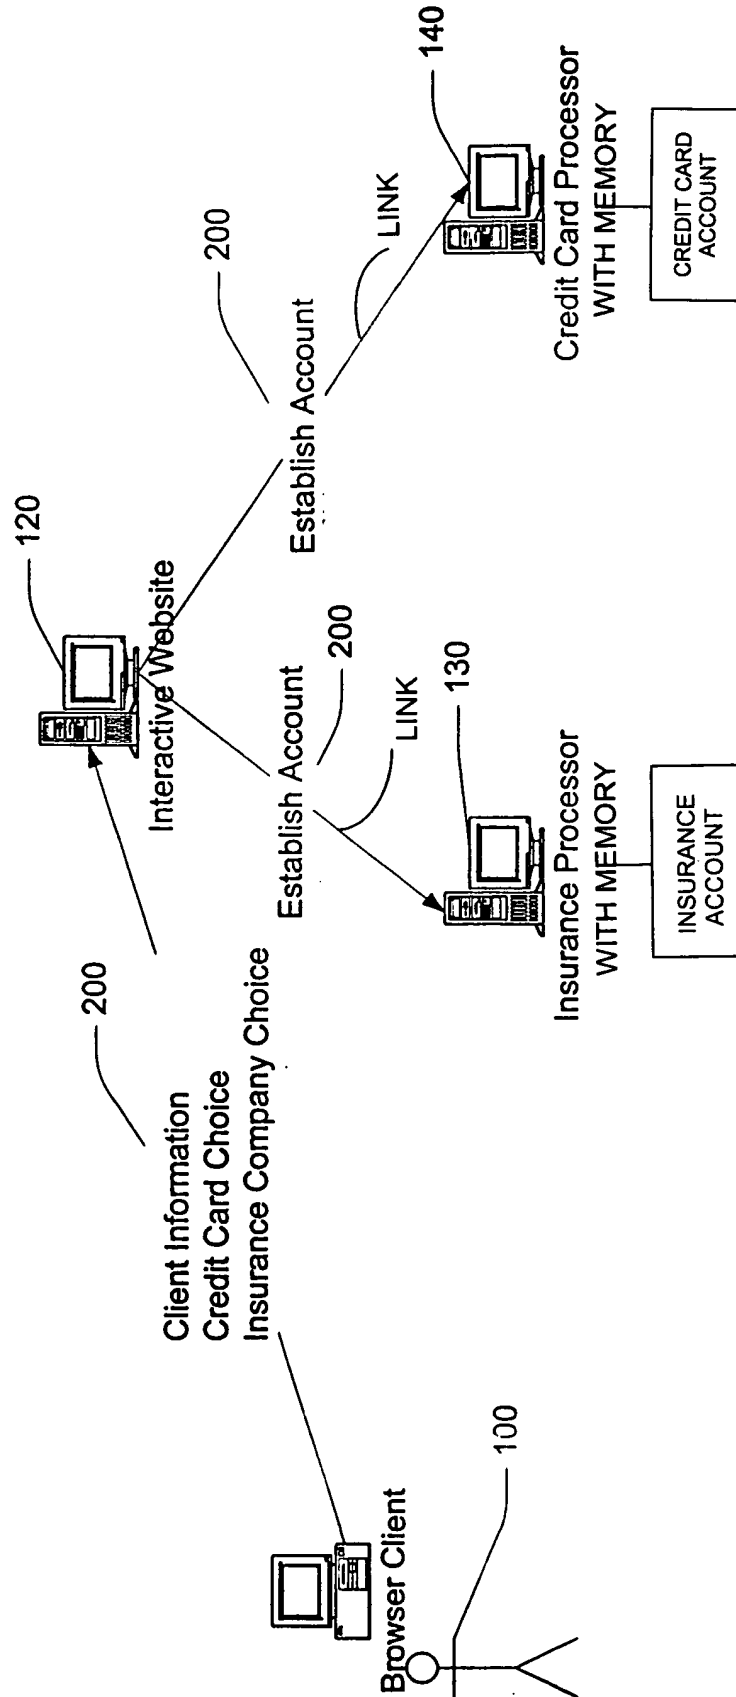 Browser Client
100
Client Information
Credit Card Choice
Insurance Company Choice
200
120
Interactive Website
Establish Account
200
LINK
130
Insurance Processor
WITH MEMORY
INSURANCE
ACCOUNT
Establish Account
200
LINK
140
Credit Card Processor
WITH MEMORY
CREDIT CARD
ACCOUNT